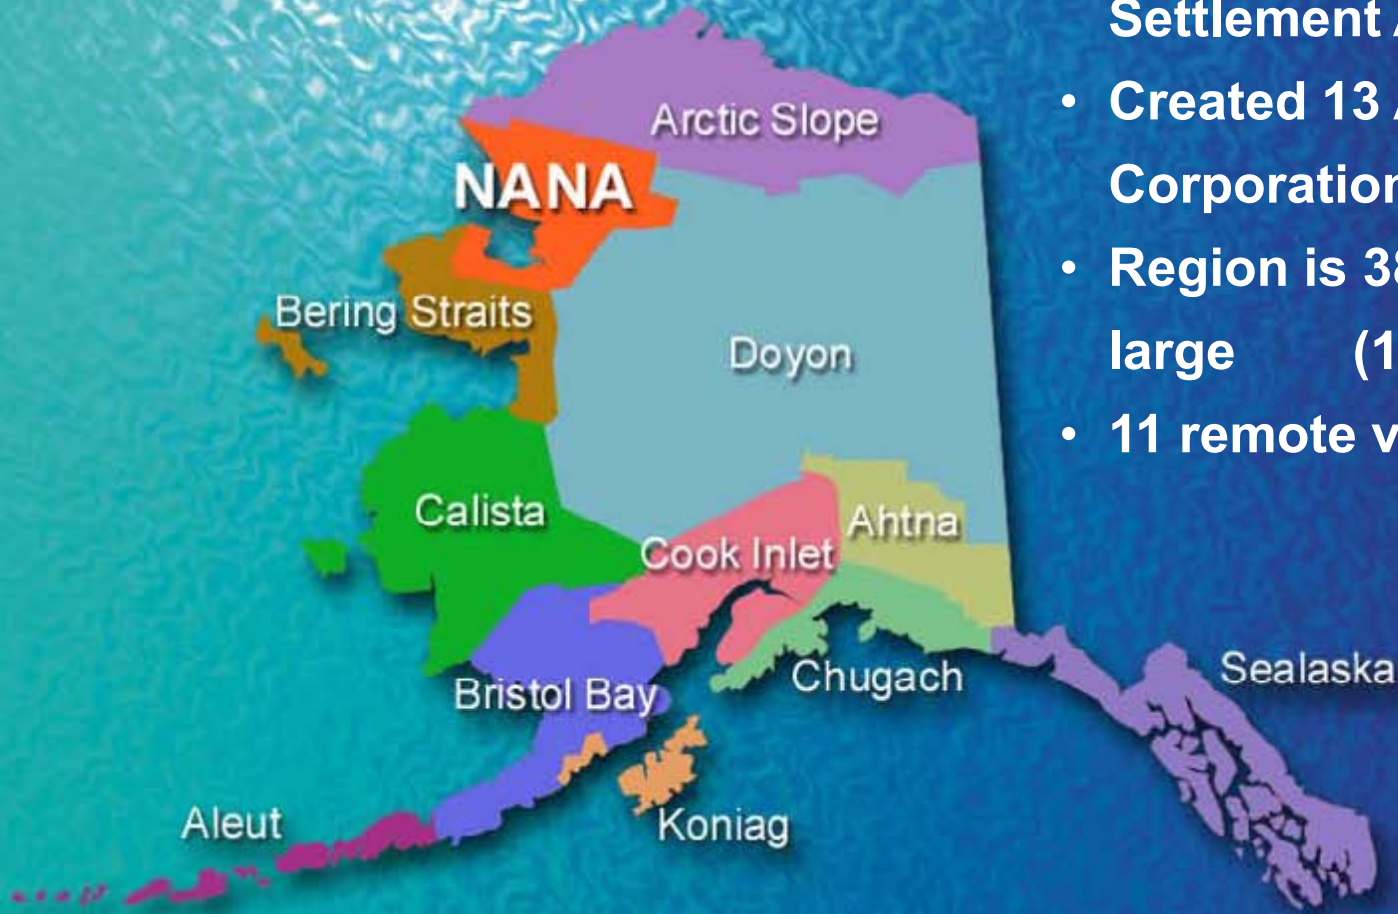 Settlement
• Created 13
Corporation
• Region is 38
large (1
• 11 remote v
Arctic Slope
NANA
Bering Straits
Doyon
Calista
Ahtna
Cook Inlet
Chugach
Sealaska
Bristol Bay
Aleut
Koniag